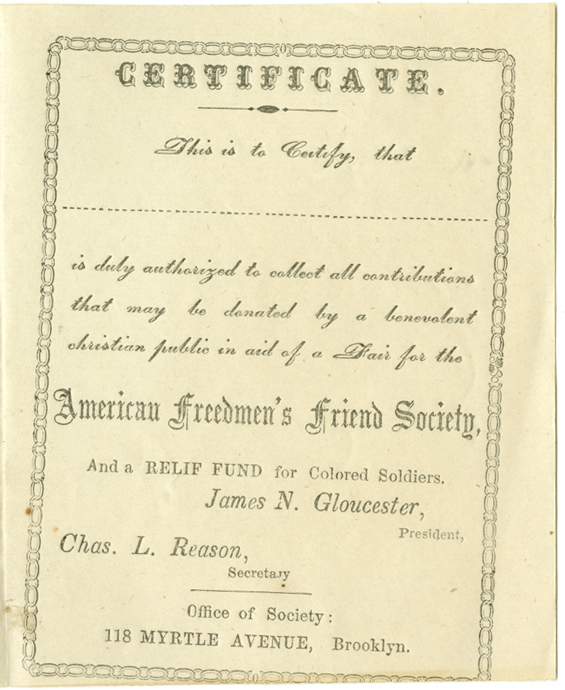 CERTIFICATE.
This is to Certify, that
is duly authorized to collect all contributions
that may be donated by a benevolent
christian public in aid of a Fair for the
American Freedmen's Friend Society,
And a RELIF FUND for Colored Soldiers.
James N. Gloucester,
President,
Chas. L. Reason,
Secretary
Office of Society:
118 MYRTLE AVENUE, Brooklyn.